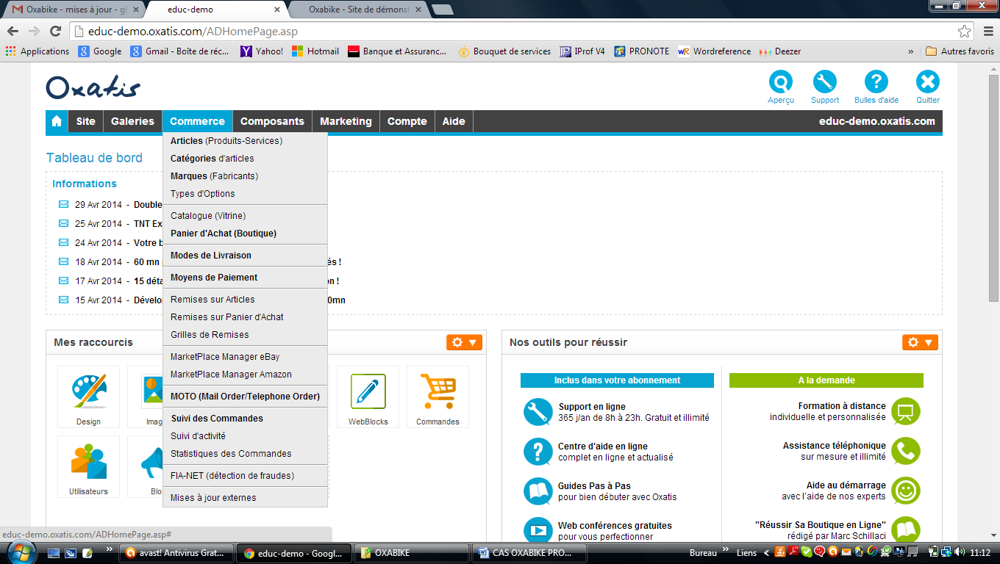 Oxabike - mises à jour - gl
educ-demo
Oxabike - Site de démonst
educ-demo.oxatis.com/ADHomePage.asp
Applications
Google
Gmail - Boîte de réc...
Yahoo!
Hotmail
Banque et Assuranc...
Bouquet de services
IProf V4
PRONOTE
Wordreference
Deezer
»
Autres favoris
Oxatis
Aperçu
Support
Bulles d'aide
Quitter
Site
Galeries
Commerce
Composants
Marketing
Compte
Aide
educ-demo.oxatis.com
Articles (Produits-Services)
Catégories d'articles
Marques (Fabricants)
Types d'Options
Catalogue (Vitrine)
Panier d'Achat (Boutique)
Modes de Livraison
Moyens de Paiement
Remises sur Articles
Remises sur Panier d'Achat
Grilles de Remises
MarketPlace Manager eBay
MarketPlace Manager Amazon
MOTO (Mail Order/Telephone Order)
Suivi des Commandes
Suivi d'activité
Statistiques des Commandes
FIA-NET (détection de fraudes)
Mises à jour externes
Tableau de bord
Informations
29 Avr 2014 - Double
25 Avr 2014 - TNT Ex
24 Avr 2014 - Votre b
18 Avr 2014 - 60 mn és !
17 Avr 2014 - 15 déta on !
15 Avr 2014 - Dévelop 0mn
Mes raccourcis
Design
Imag
WebBlocks
Commandes
Utilisateurs
Blo
Nos outils pour réussir
Inclus dans votre abonnement
Support en ligne
365 j/an de 8h à 23h. Gratuit et illimité
Centre d'aide en ligne
complet en ligne et actualisé
Guides Pas à Pas
pour bien débuter avec Oxatis
Web conférences gratuites
pour vous perfectionner
A la demande
Formation à distance
individuelle et personnalisée
Assistance téléphonique
sur mesure et illimité
Aide au démarrage
avec l'aide de nos experts
"Réussir Sa Boutique en Ligne"
rédigé par Marc Schillaci
educ-demo.oxatis.com/ADHomePage.asp#
»
avast! Antivirus Grat...
educ-demo - Googl...
OXABIKE
CAS OXABIKE PRO...
Bureau
»
Liens
11:12